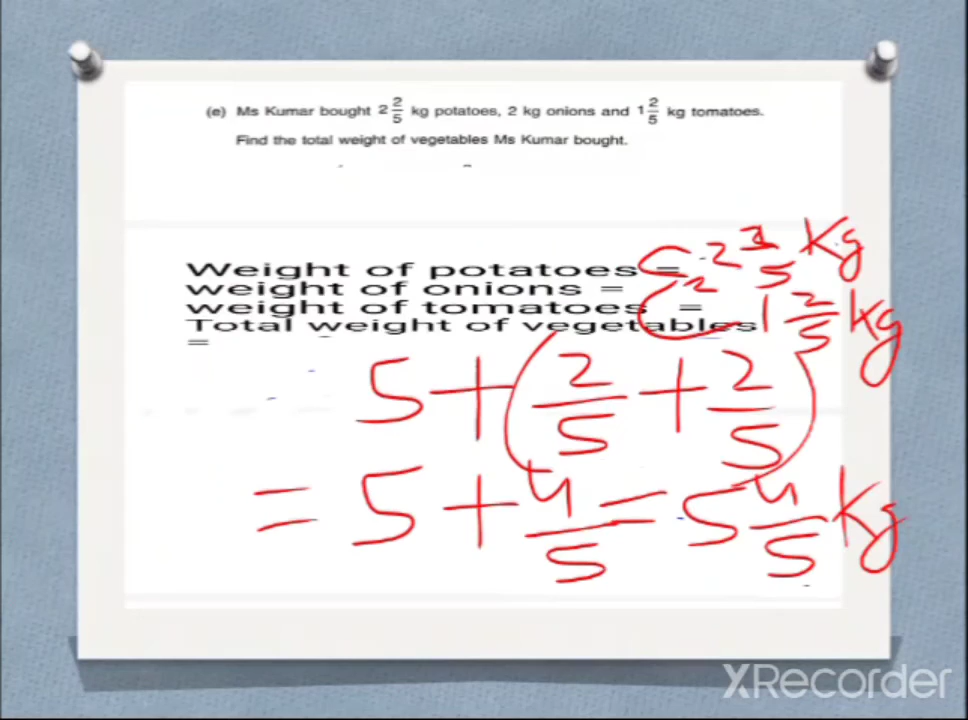 (e) Ms Kumar bought 2 2/5 kg potatoes, 2 kg onions and 1 2/5 kg tomatoes.
Find the total weight of vegetables Ms Kumar bought.
Weight of potatoes = 2 2/5 Kg
weight of onions = 2
weight of tomatoes = 1 2/5 Kg
Total weight of vegetables
=
5 + (2/5 + 2/5)
= 5 + 4/5 = 5 4/5 Kg
XRecorder